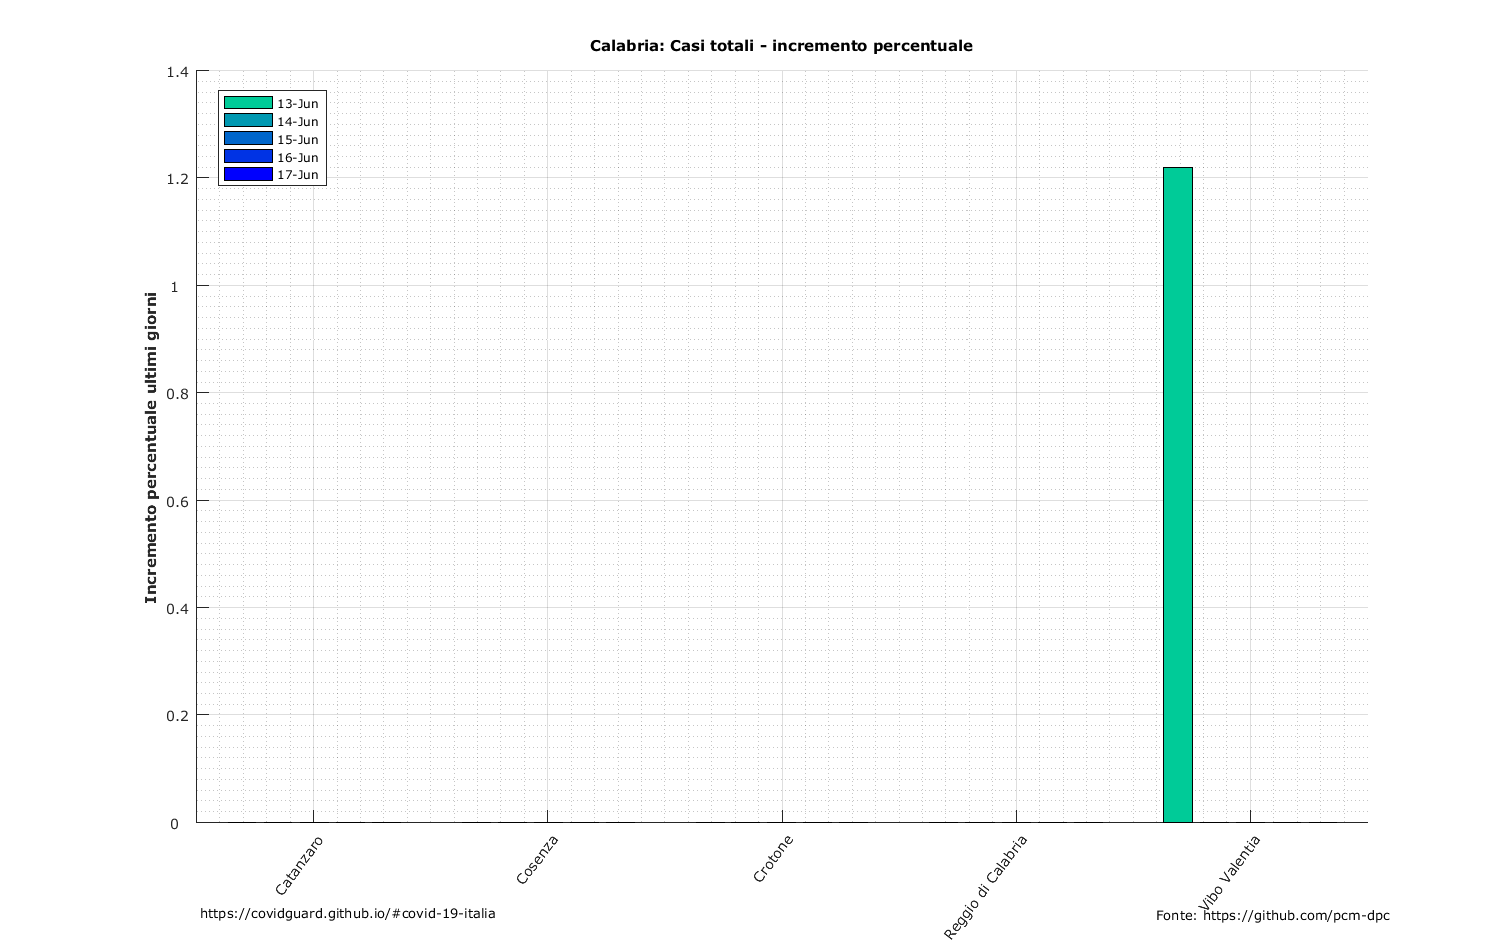 Calabria: Casi totali - incremento percentuale
1.4
1.2
1
0.8
0.6
0.4
0.2
0
Incremento percentuale ultimi giorni
13-Jun
14-Jun
15-Jun
16-Jun
17-Jun
Catanzaro
Cosenza
Crotone
Reggio di Calabria
Vibo Valentia
https://covidguard.github.io/#covid-19-italia
Fonte: https://github.com/pcm-dpc